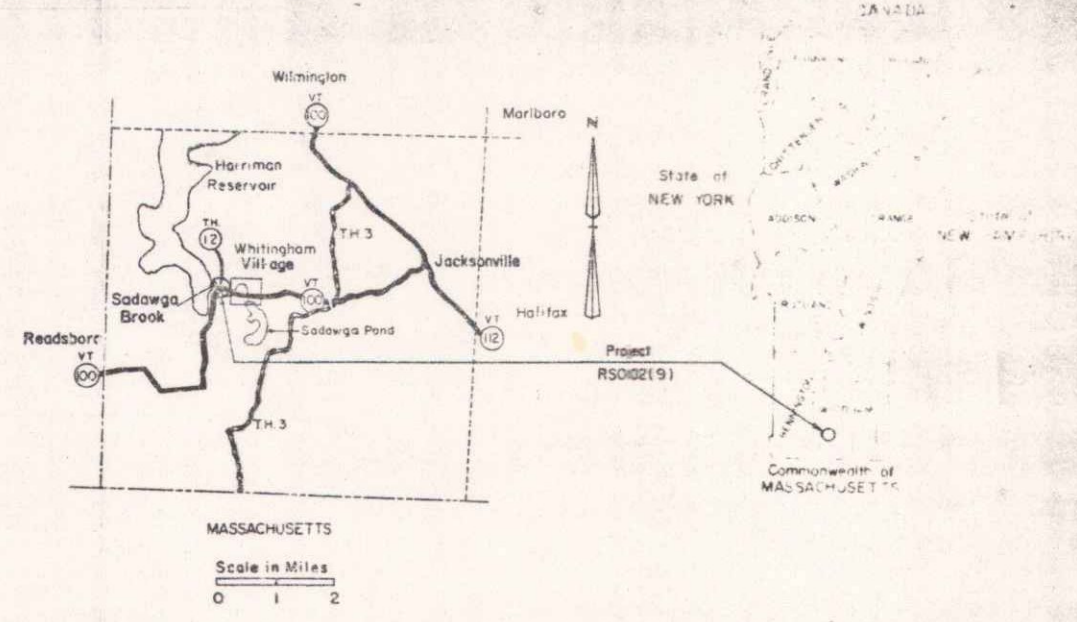 CANADA
Wilmington
VT
100
Marlboro
N
Harriman
Reservoir
State of
NEW YORK
ADDISON
T.H.
12
T.H. 3
Whitingham
Village
Jacksonville
VT
100
Sadawga
Brook
Halifax
Sadawga Pond
VT
112
Readsboro
VT
100
Project
RS0102(9)
T.H. 3
Commonwealth of
MASSACHUSETTS
MASSACHUSETTS
Scale in Miles
0 1 2